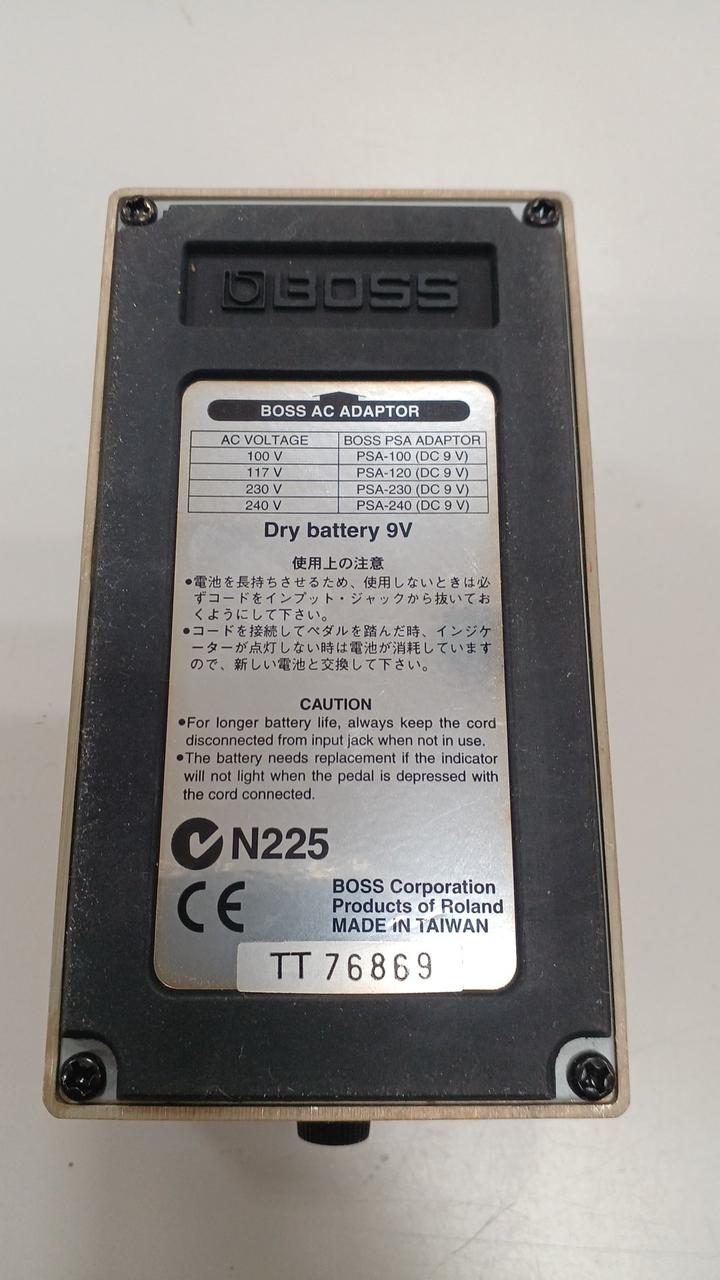 BOSS
BOSS AC ADAPTOR
AC VOLTAGE BOSS PSA ADAPTOR
100 V PSA-100 (DC 9 V)
117 V PSA-120 (DC 9 V)
230 V PSA-230 (DC 9 V)
240 V PSA-240 (DC 9 V)
Dry battery 9V
使用上の注意
●電池を長持ちさせるため、使用しないときは必
ずコードをインプット・ジャックから抜いてお
くようにして下さい。
●コードを接続してペダルを踏んだ時、インジケ
ーターが点灯しない時は電池が消耗しています
ので、新しい電池と交換して下さい。
CAUTION
●For longer battery life, always keep the cord
disconnected from input jack when not in use.
●The battery needs replacement if the indicator
will not light when the pedal is depressed with
the cord connected.
N225
CE
BOSS Corporation
Products of Roland
MADE IN TAIWAN
TT 76869